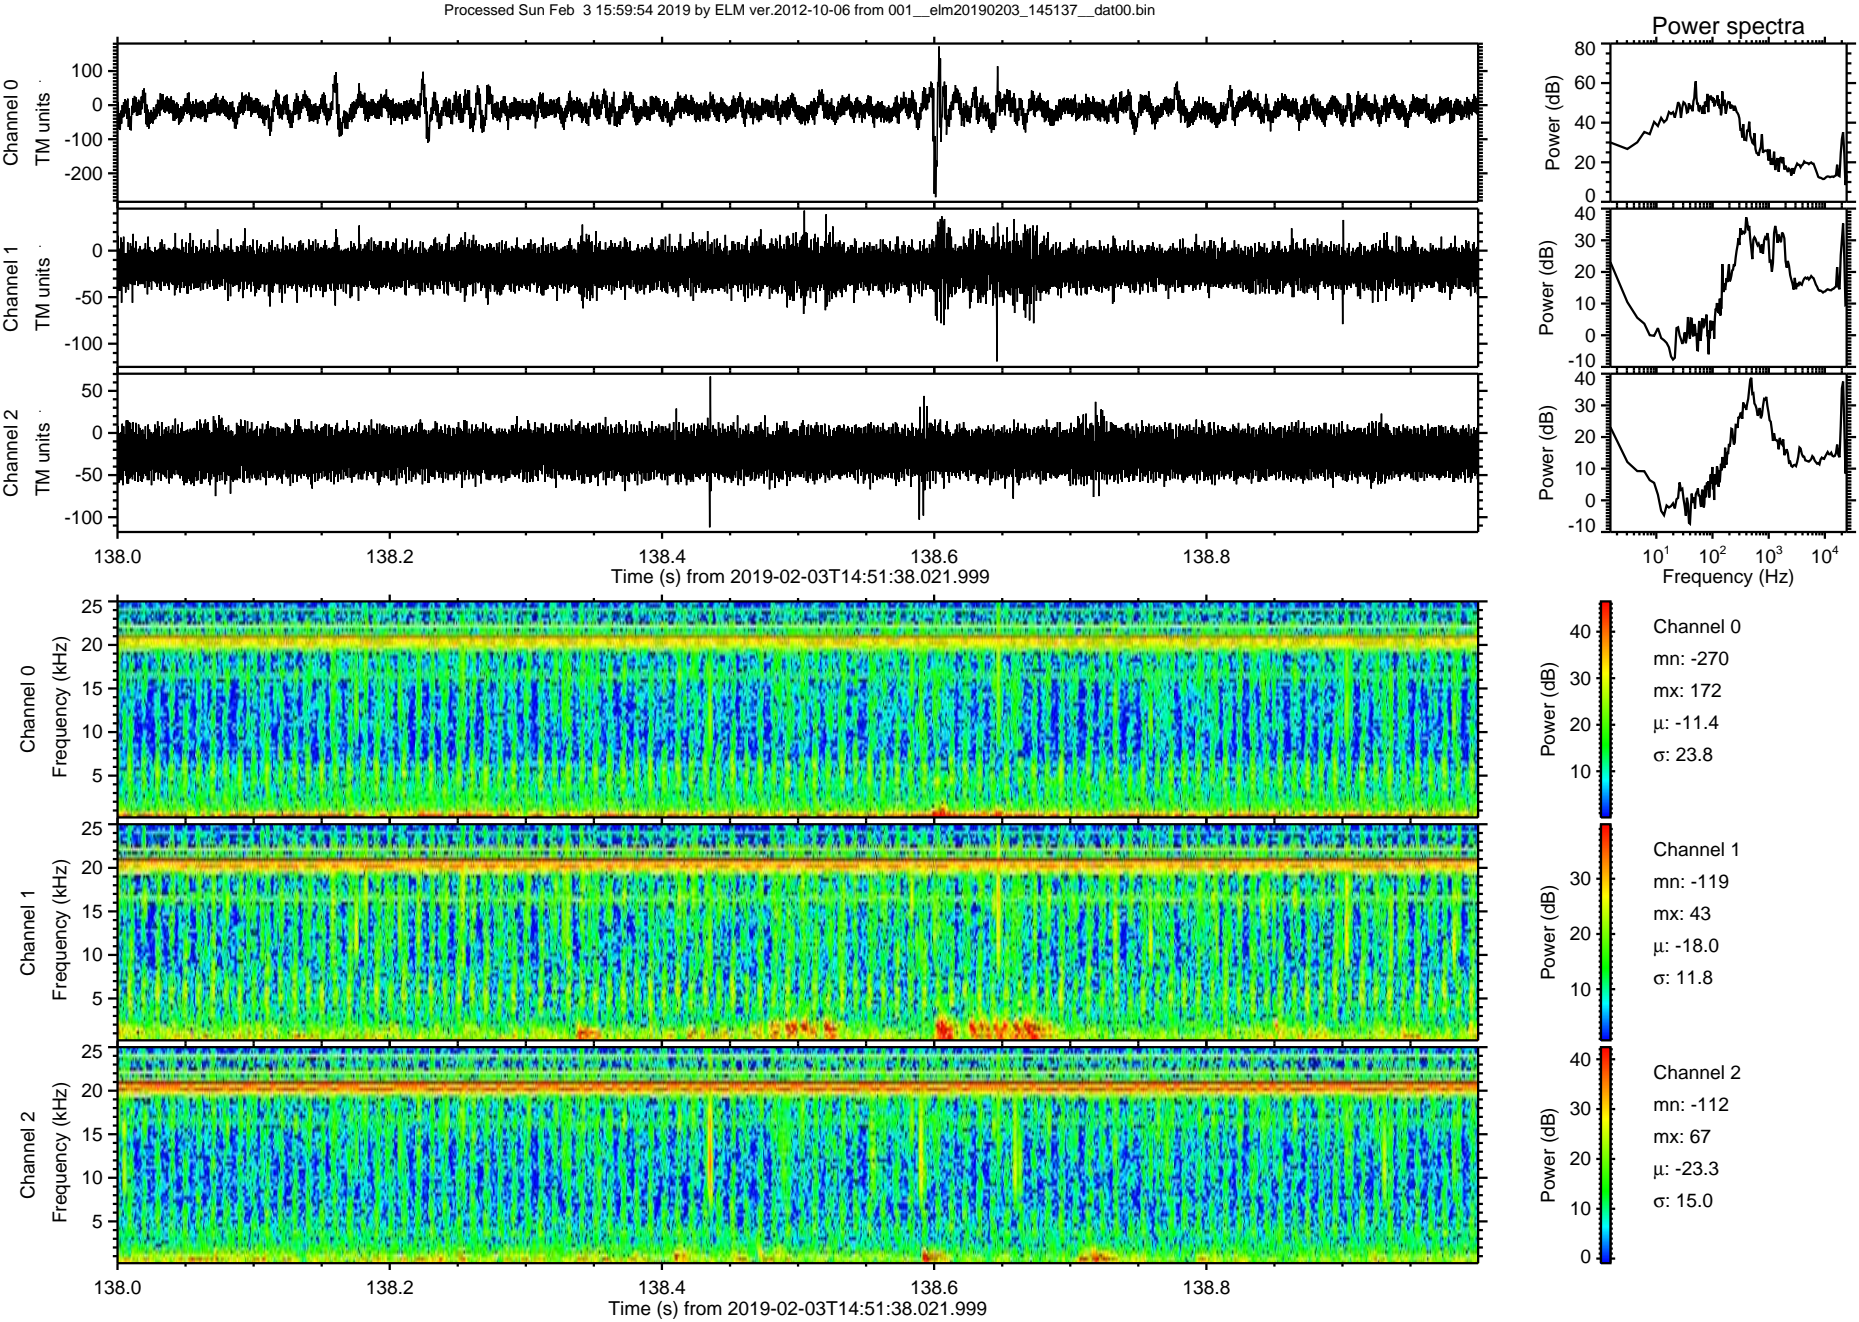 Processed Sun Feb  3 15:59:54 2019 by ELM ver.2012-10-06 from 001__elm20190203_145137__dat00.bin
Power spectra
Channel 0
TM units
100
0
-100
-200
Power (dB)
80
60
40
20
0
Channel 1
TM units
0
-50
-100
Power (dB)
40
30
20
10
0
-10
Channel 2
TM units
50
0
-50
-100
Power (dB)
40
30
20
10
0
-10
138.0 138.2 138.4 138.6 138.8
Time (s) from 2019-02-03T14:51:38.021.999
10¹ 10² 10³ 10⁴
Frequency (Hz)
Channel 0
Frequency (kHz)
25
20
15
10
5
Power (dB)
40
30
20
10
Channel 0
mn: -270
mx: 172
μ: -11.4
σ: 23.8
Channel 1
Frequency (kHz)
25
20
15
10
5
Power (dB)
30
20
10
Channel 1
mn: -119
mx: 43
μ: -18.0
σ: 11.8
Channel 2
Frequency (kHz)
25
20
15
10
5
Power (dB)
40
30
20
10
0
Channel 2
mn: -112
mx: 67
μ: -23.3
σ: 15.0
138.0 138.2 138.4 138.6 138.8
Time (s) from 2019-02-03T14:51:38.021.999